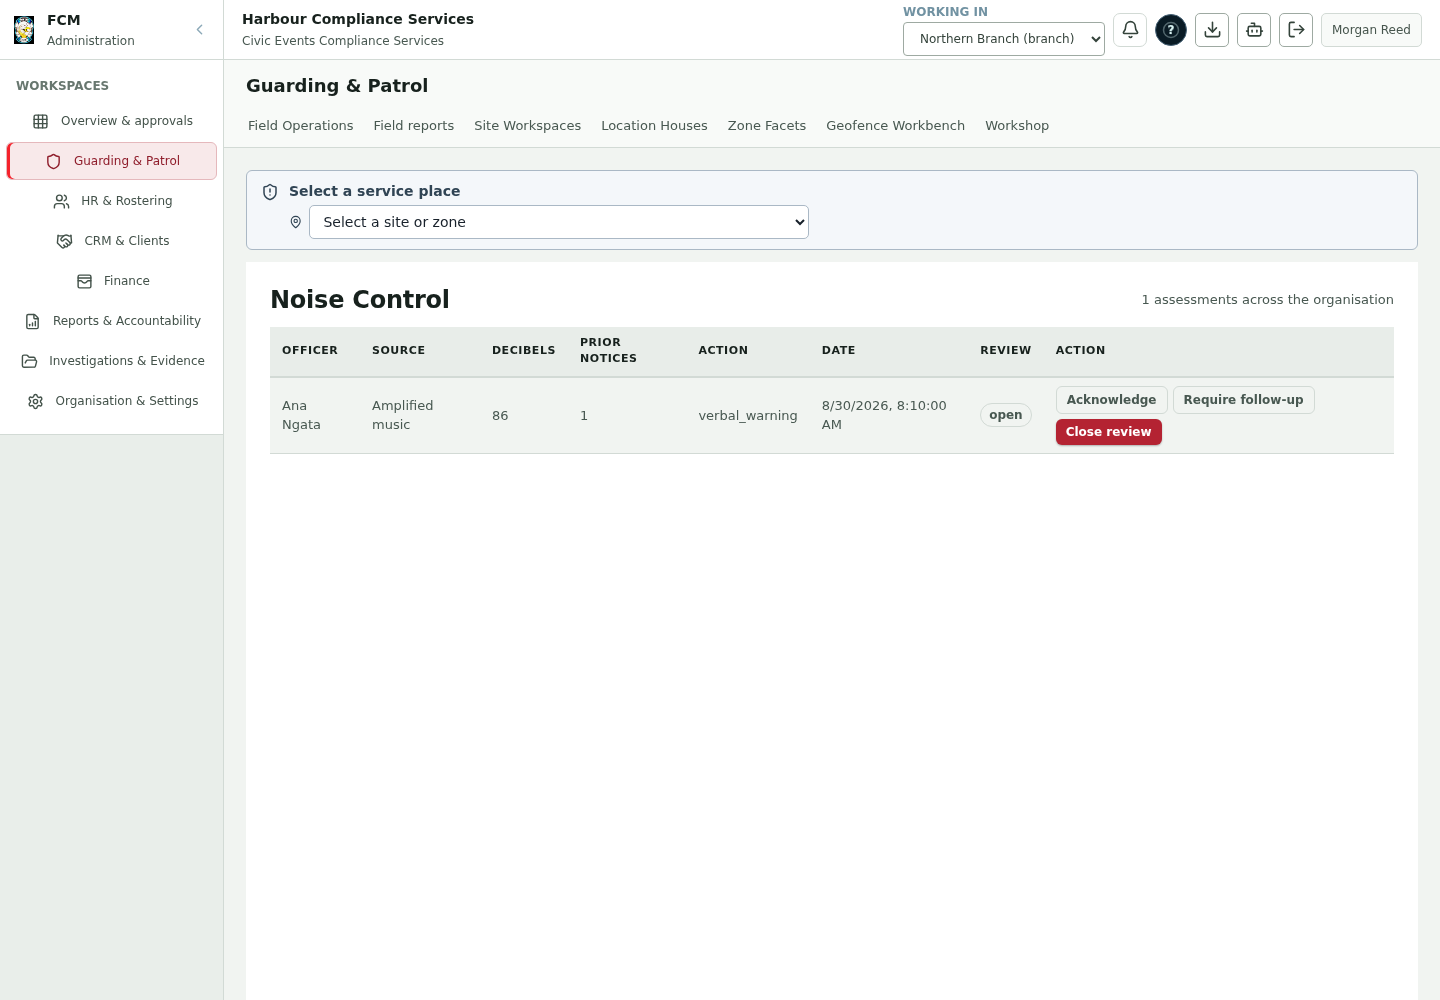 FCM
Administration
WORKSPACES
Overview & approvals
Guarding & Patrol
HR & Rostering
CRM & Clients
Finance
Reports & Accountability
Investigations & Evidence
Organisation & Settings
Harbour Compliance Services
Civic Events Compliance Services
WORKING IN
Northern Branch (branch)
?
Morgan Reed
Guarding & Patrol
Field Operations
Field reports
Site Workspaces
Location Houses
Zone Facets
Geofence Workbench
Workshop
Select a service place
Select a site or zone
Noise Control
1 assessments across the organisation
OFFICER
SOURCE
DECIBELS
PRIOR
NOTICES
ACTION
DATE
REVIEW
ACTION
Ana
Ngata
Amplified
music
86
1
verbal_warning
8/30/2026, 8:10:00
AM
open
Acknowledge
Require follow-up
Close review